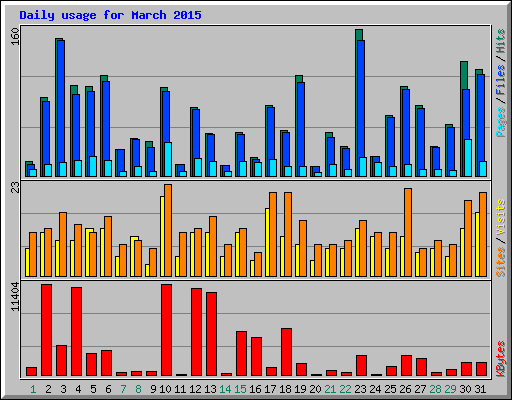 Daily usage for March 2015
160
Pages / Files / Hits
23
Sites / Visits
11404
KBytes
1 2 3 4 5 6 7 8 9 10 11 12 13 14 15 16 17 18 19 20 21 22 23 24 25 26 27 28 29 30 31